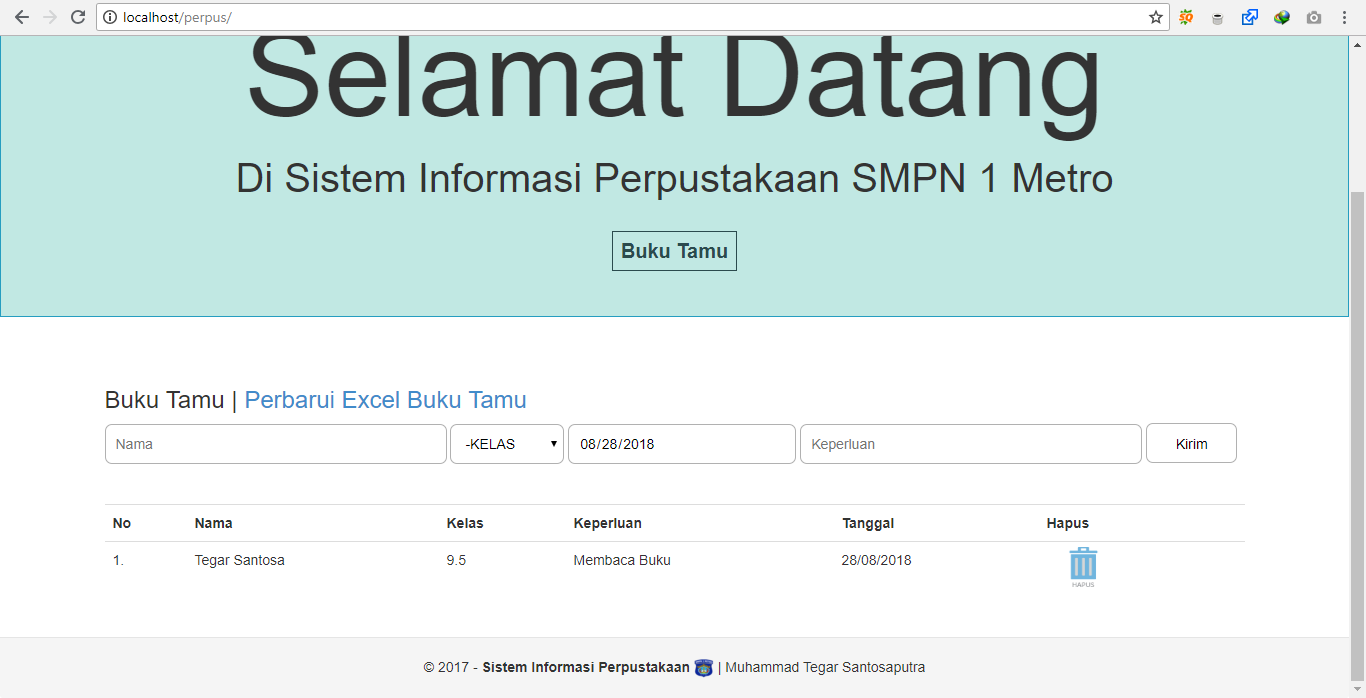 localhost/perpus/
Selamat Datang
Di Sistem Informasi Perpustakaan SMPN 1 Metro
Buku Tamu
Buku Tamu | Perbarui Excel Buku Tamu
Nama -KELAS 08/28/2018 Keperluan Kirim
No Nama Kelas Keperluan Tanggal Hapus
1. Tegar Santosa 9.5 Membaca Buku 28/08/2018
HAPUS
© 2017 - Sistem Informasi Perpustakaan | Muhammad Tegar Santosaputra